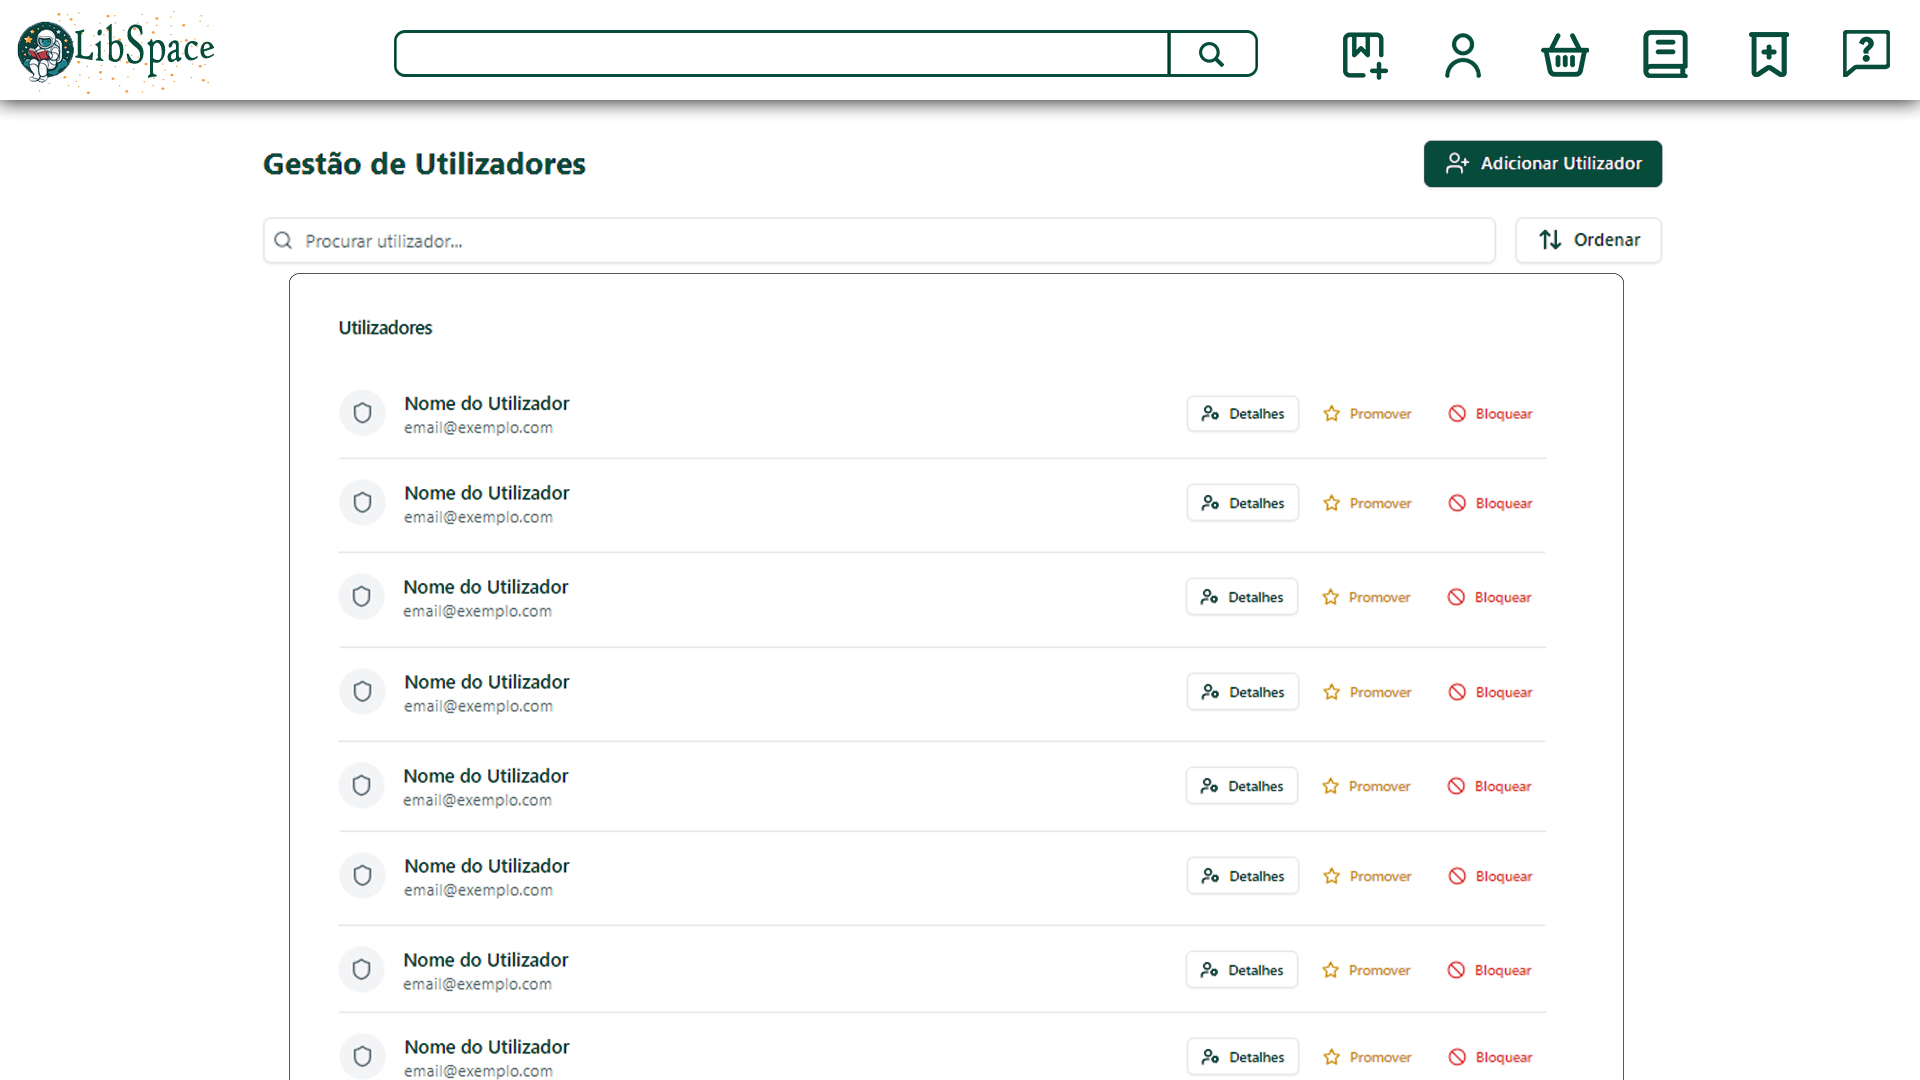 LibSpace
Gestão de Utilizadores
Adicionar Utilizador
Procurar utilizador...
Ordenar
Utilizadores
Nome do Utilizador
email@exemplo.com
Detalhes Promover Bloquear
Nome do Utilizador
email@exemplo.com
Detalhes Promover Bloquear
Nome do Utilizador
email@exemplo.com
Detalhes Promover Bloquear
Nome do Utilizador
email@exemplo.com
Detalhes Promover Bloquear
Nome do Utilizador
email@exemplo.com
Detalhes Promover Bloquear
Nome do Utilizador
email@exemplo.com
Detalhes Promover Bloquear
Nome do Utilizador
email@exemplo.com
Detalhes Promover Bloquear
Nome do Utilizador
email@exemplo.com
Detalhes Promover Bloquear